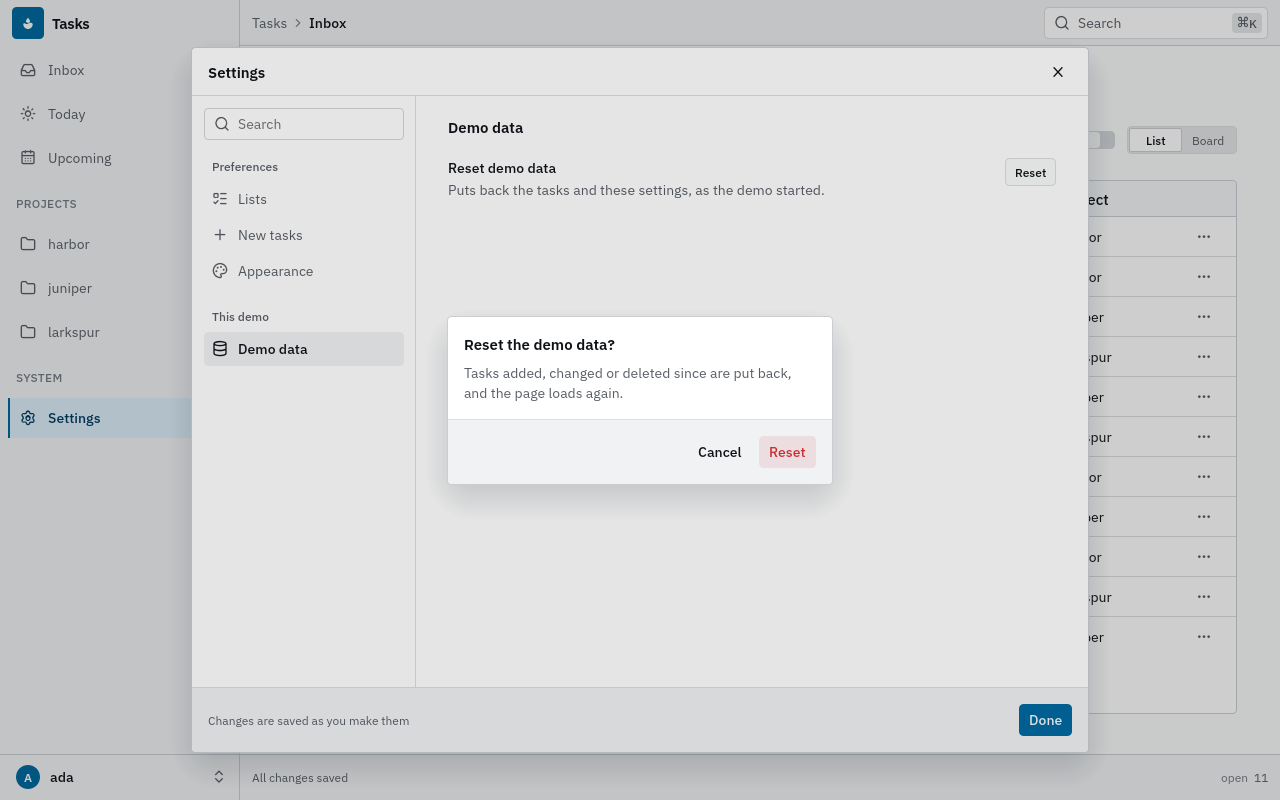 Tasks
Inbox
Today
Upcoming
PROJECTS
harbor
juniper
larkspur
SYSTEM
Settings
A ada
Tasks > Inbox
Search ⌘K
List Board
Settings
Search
Preferences
Lists
New tasks
Appearance
This demo
Demo data
Demo data
Reset demo data
Puts back the tasks and these settings, as the demo started.
Reset
Reset the demo data?
Tasks added, changed or deleted since are put back,
and the page loads again.
Cancel Reset
Changes are saved as you make them
Done
All changes saved
open 11